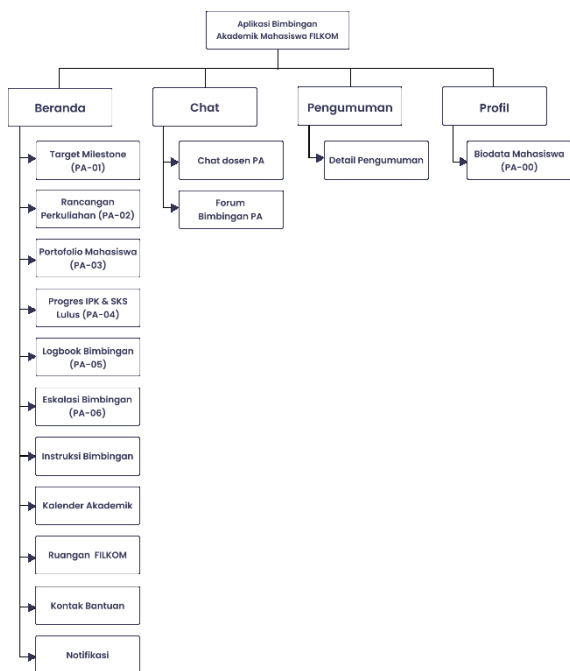 Aplikasi Bimbingan
Akademik Mahasiswa FILKOM
Beranda
Chat
Pengumuman
Profil
Target Milestone
(PA-01)
Rancangan
Perkuliahan (PA-02)
Portofolio Mahasiswa
(PA-03)
Progres IPK & SKS
Lulus (PA-04)
Logbook Bimbingan
(PA-05)
Eskalasi Bimbingan
(PA-06)
Instruksi Bimbingan
Kalender Akademik
Ruangan FILKOM
Kontak Bantuan
Notifikasi
Chat dosen PA
Forum
Bimbingan PA
Detail Pengumuman
Biodata Mahasiswa
(PA-00)